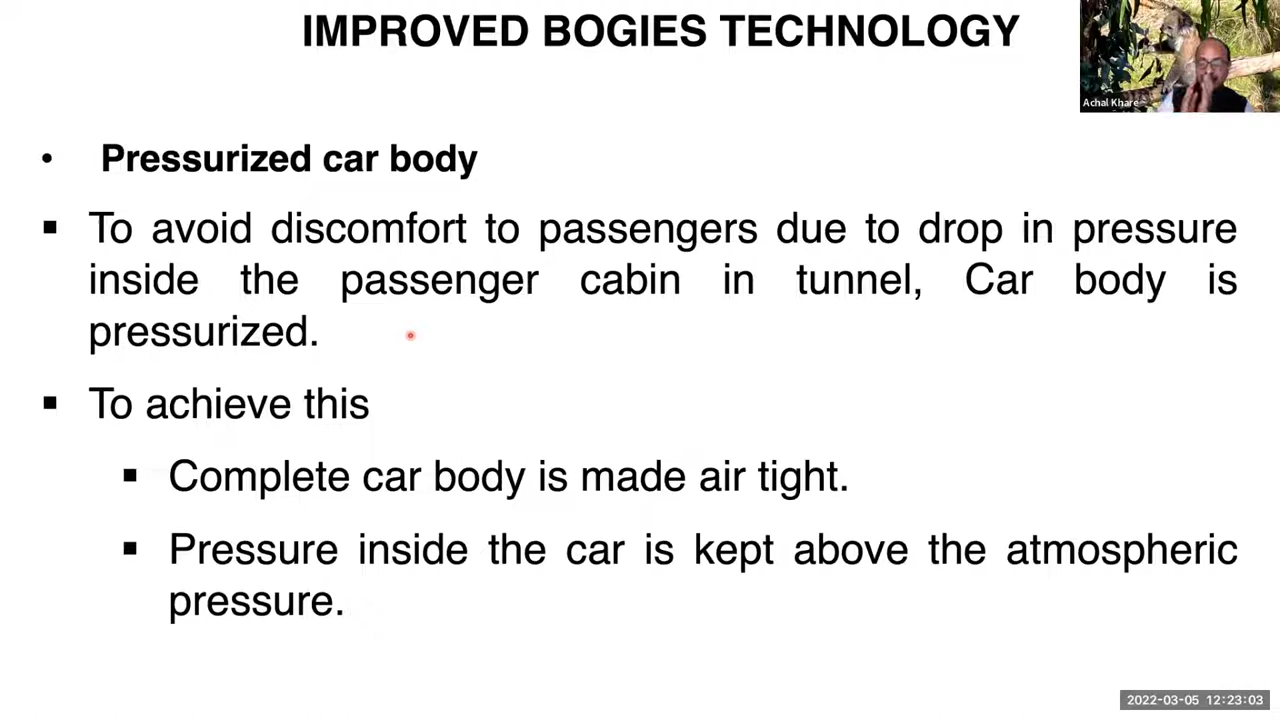 IMPROVED BOGIES TECHNOLOGY
Achal Khare
• Pressurized car body
▪ To avoid discomfort to passengers due to drop in pressure
inside the passenger cabin in tunnel, Car body is
pressurized.
▪ To achieve this
▪ Complete car body is made air tight.
▪ Pressure inside the car is kept above the atmospheric
pressure.
2022-03-05 12:23:03